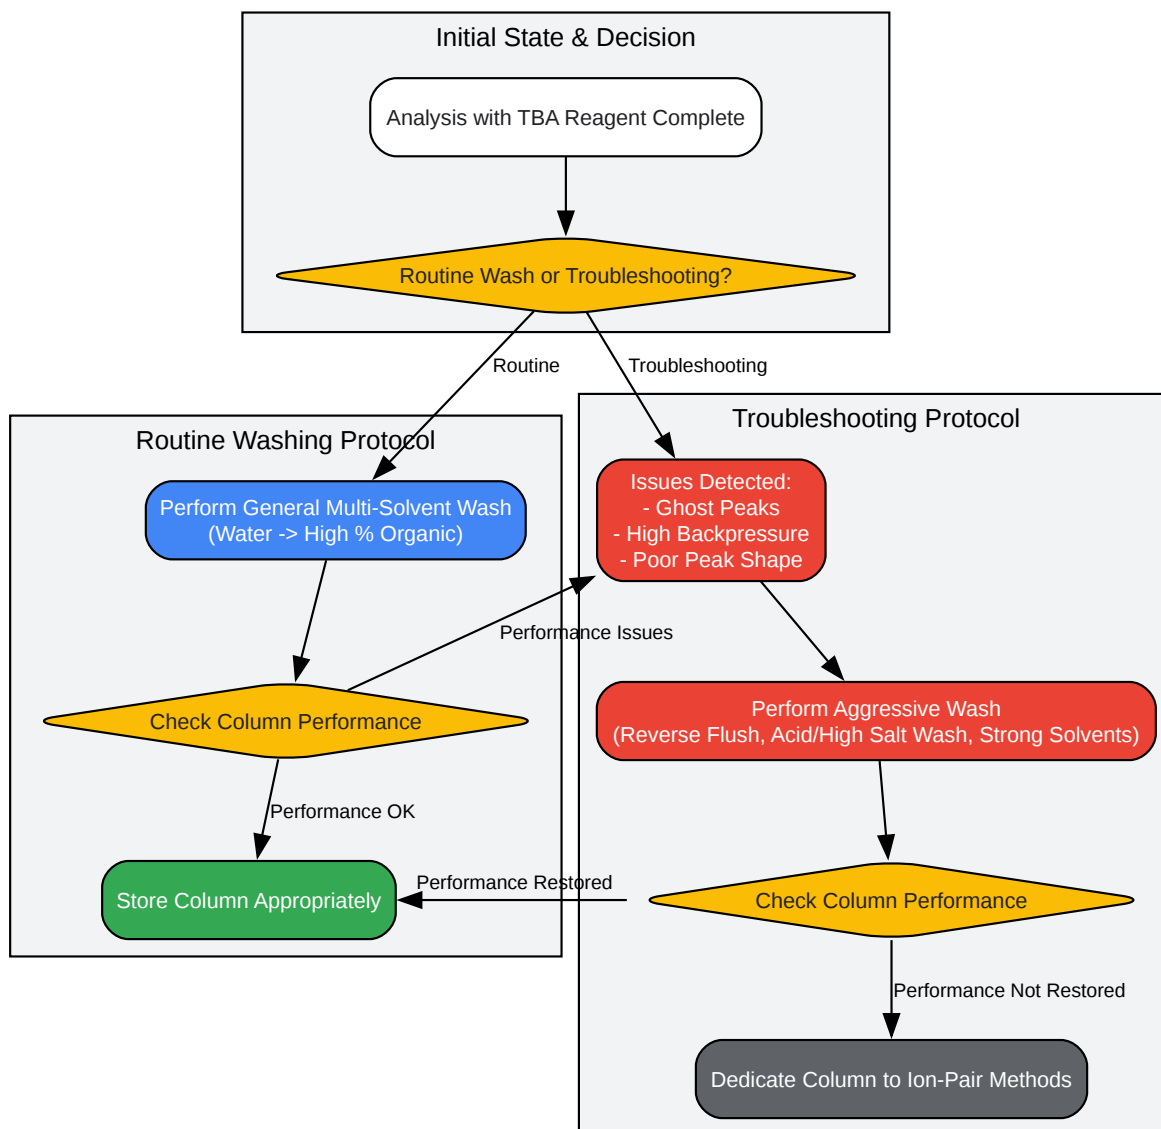 Initial State & Decision
Analysis with TBA Reagent Complete
Routine Wash or Troubleshooting?
Routine
Troubleshooting
Routine Washing Protocol
Perform General Multi-Solvent Wash
(Water -> High % Organic)
Check Column Performance
Performance Issues
Performance OK
Store Column Appropriately
Troubleshooting Protocol
Issues Detected:
- Ghost Peaks
- High Backpressure
- Poor Peak Shape
Perform Aggressive Wash
(Reverse Flush, Acid/High Salt Wash, Strong Solvents)
Check Column Performance
Performance Restored
Performance Not Restored
Dedicate Column to Ion-Pair Methods